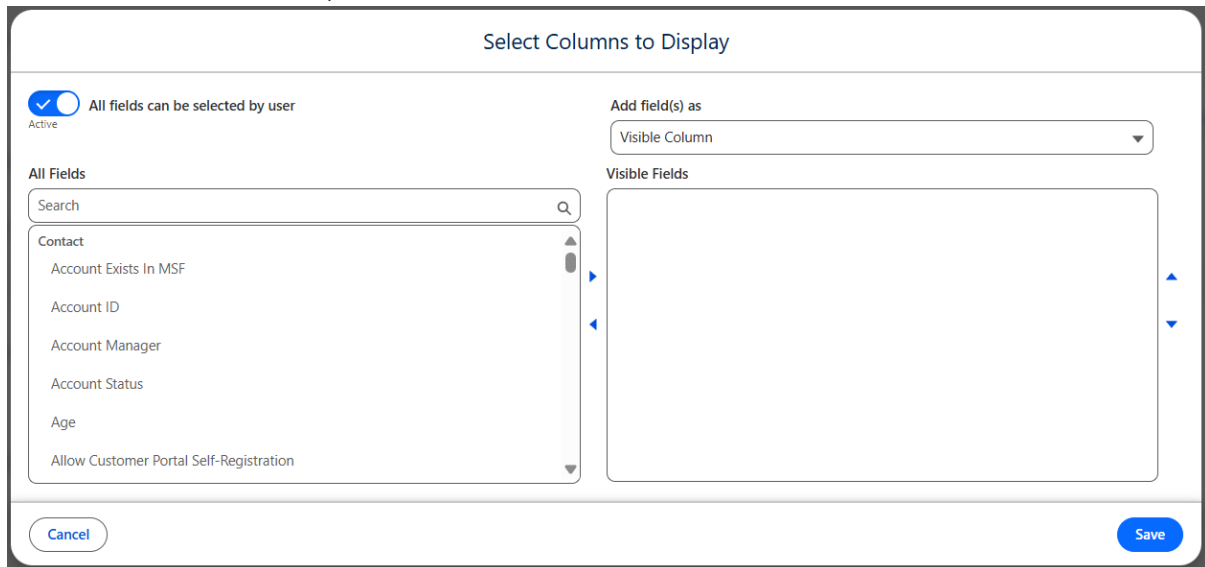 Select Columns to Display
All fields can be selected by user
Active
Add field(s) as
Visible Column
All Fields
Visible Fields
Search
Contact
Account Exists In MSF
Account ID
Account Manager
Account Status
Age
Allow Customer Portal Self-Registration
Cancel
Save